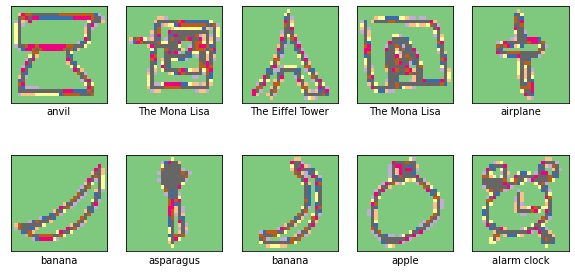 anvil
The Mona Lisa
The Eiffel Tower
The Mona Lisa
airplane
banana
asparagus
banana
apple
alarm clock